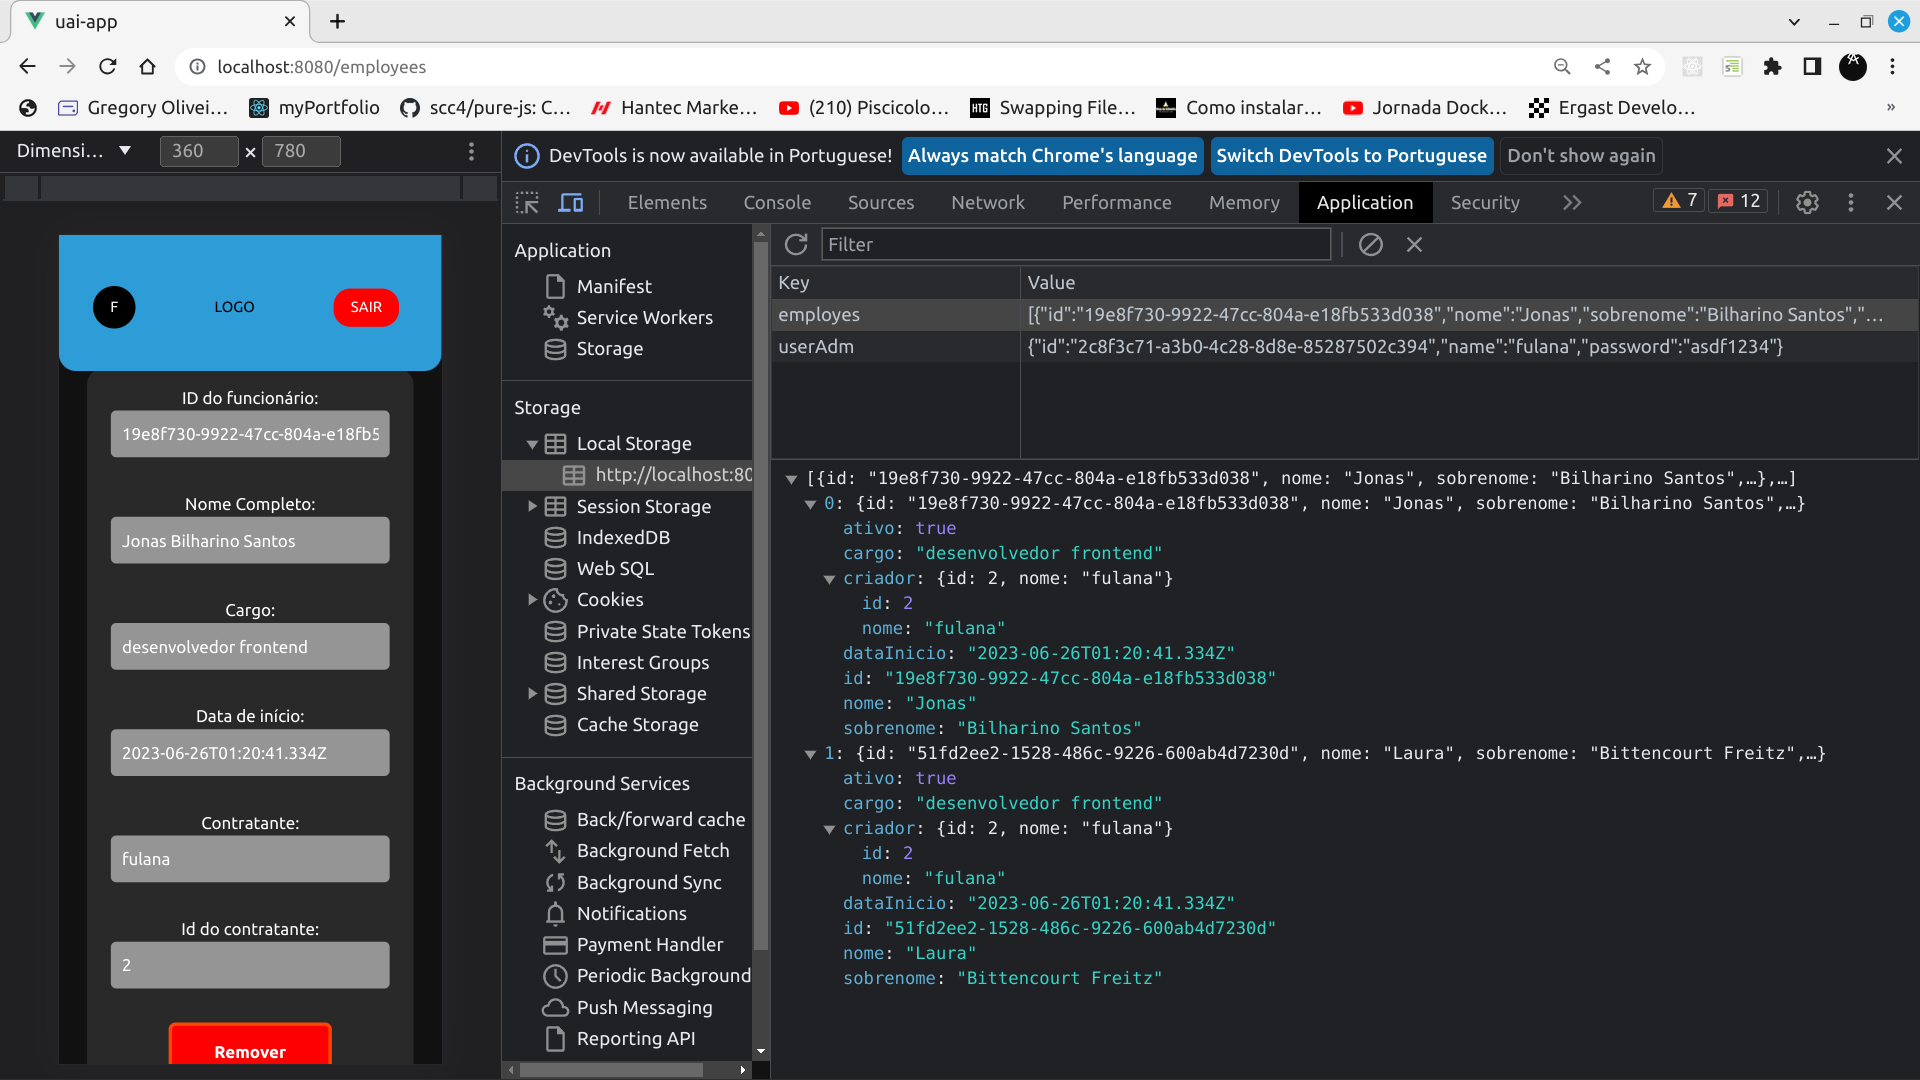 uai-app
localhost:8080/employees
Gregory Olivei...
myPortfolio
scc4/pure-js: C...
Hantec Marke...
(210) Piscicolo...
HTG
Swapping File...
Como instalar...
Jornada Dock...
Ergast Develo...
»
Dimensi...
360
×
780
DevTools is now available in Portuguese!
Always match Chrome's language
Switch DevTools to Portuguese
Don't show again
Elements
Console
Sources
Network
Performance
Memory
Application
Security
7
12
F
LOGO
SAIR
ID do funcionário:
19e8f730-9922-47cc-804a-e18fb5
Nome Completo:
Jonas Bilharino Santos
Cargo:
desenvolvedor frontend
Data de início:
2023-06-26T01:20:41.334Z
Contratante:
fulana
Id do contratante:
2
Remover
Application
Manifest
Service Workers
Storage
Storage
Local Storage
http://localhost:80
Session Storage
IndexedDB
Web SQL
Cookies
Private State Tokens
Interest Groups
Shared Storage
Cache Storage
Background Services
Back/forward cache
Background Fetch
Background Sync
Notifications
Payment Handler
Periodic Background
Push Messaging
Reporting API
Filter
Key
Value
employes
[{"id":"19e8f730-9922-47cc-804a-e18fb533d038","nome":"Jonas","sobrenome":"Bilharino Santos","...
userAdm
{"id":"2c8f3c71-a3b0-4c28-8d8e-85287502c394","name":"fulana","password":"asdf1234"}
[{id: "19e8f730-9922-47cc-804a-e18fb533d038", nome: "Jonas", sobrenome: "Bilharino Santos",…},…]
0: {id: "19e8f730-9922-47cc-804a-e18fb533d038", nome: "Jonas", sobrenome: "Bilharino Santos",…}
ativo: true
cargo: "desenvolvedor frontend"
criador: {id: 2, nome: "fulana"}
id: 2
nome: "fulana"
dataInicio: "2023-06-26T01:20:41.334Z"
id: "19e8f730-9922-47cc-804a-e18fb533d038"
nome: "Jonas"
sobrenome: "Bilharino Santos"
1: {id: "51fd2ee2-1528-486c-9226-600ab4d7230d", nome: "Laura", sobrenome: "Bittencourt Freitz",…}
ativo: true
cargo: "desenvolvedor frontend"
criador: {id: 2, nome: "fulana"}
id: 2
nome: "fulana"
dataInicio: "2023-06-26T01:20:41.334Z"
id: "51fd2ee2-1528-486c-9226-600ab4d7230d"
nome: "Laura"
sobrenome: "Bittencourt Freitz"